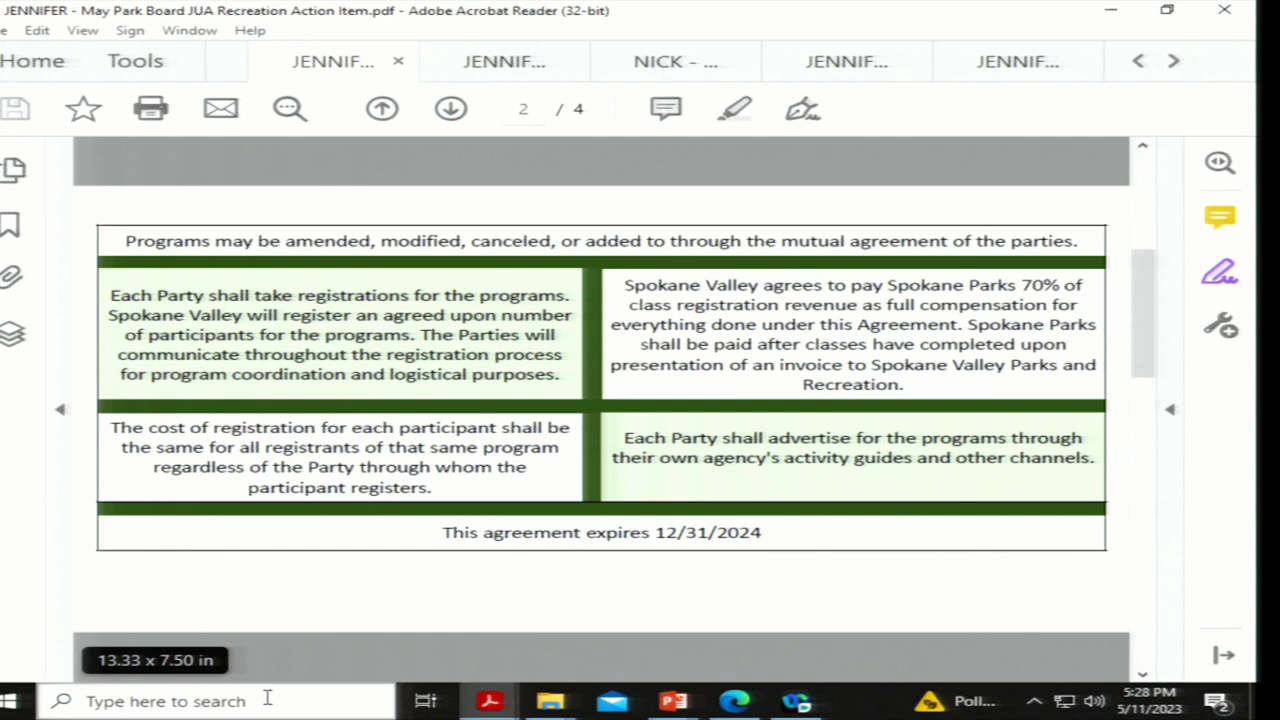 JENNIFER - May Park Board JUA Recreation Action Item.pdf - Adobe Acrobat Reader (32-bit)
e Edit View Sign Window Help
Home Tools JENNIF... × JENNIF... NICK - ... JENNIF... JENNIF...
2 / 4
Programs may be amended, modified, canceled, or added to through the mutual agreement of the parties.
Each Party shall take registrations for the programs.
Spokane Valley will register an agreed upon number
of participants for the programs. The Parties will
communicate throughout the registration process
for program coordination and logistical purposes.
Spokane Valley agrees to pay Spokane Parks 70% of
class registration revenue as full compensation for
everything done under this Agreement. Spokane Parks
shall be paid after classes have completed upon
presentation of an invoice to Spokane Valley Parks and
Recreation.
The cost of registration for each participant shall be
the same for all registrants of that same program
regardless of the Party through whom the
participant registers.
Each Party shall advertise for the programs through
their own agency's activity guides and other channels.
This agreement expires 12/31/2024
13.33 x 7.50 in
Type here to search
Poll...
5:28 PM
5/11/2023
2